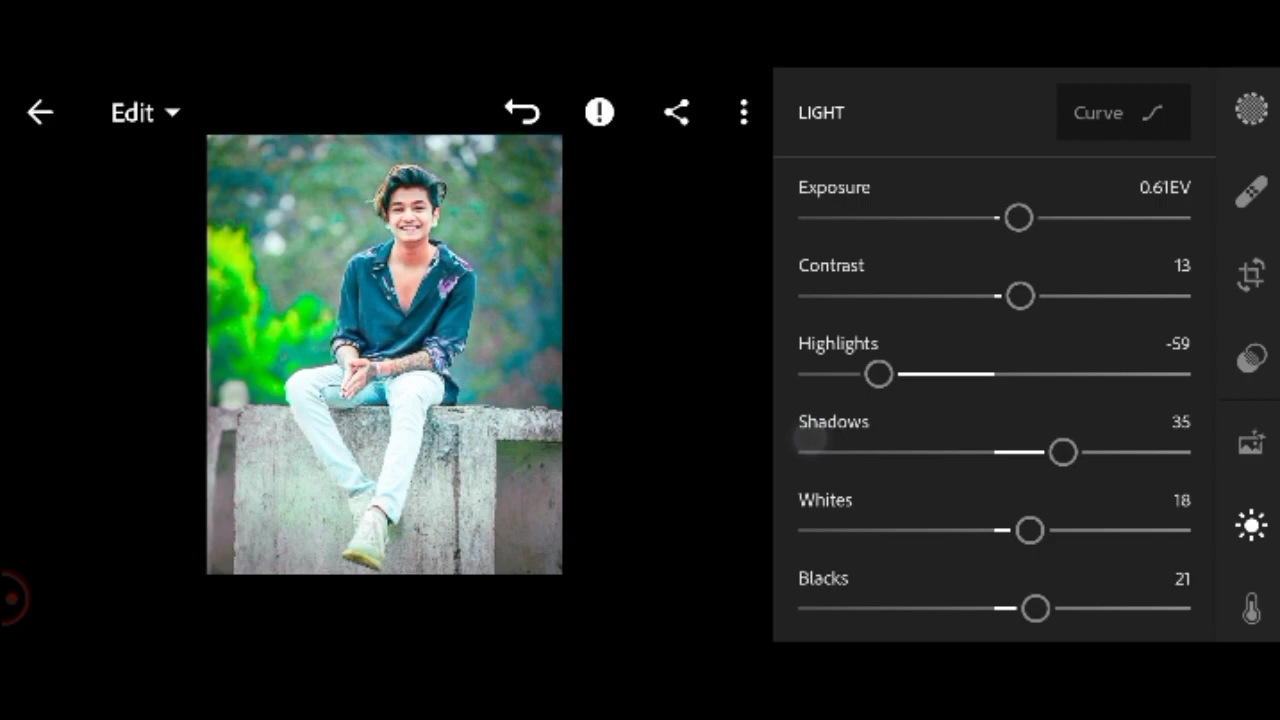 Edit
LIGHT
Curve
Exposure 0.61EV
Contrast 13
Highlights -59
Shadows 35
Whites 18
Blacks 21